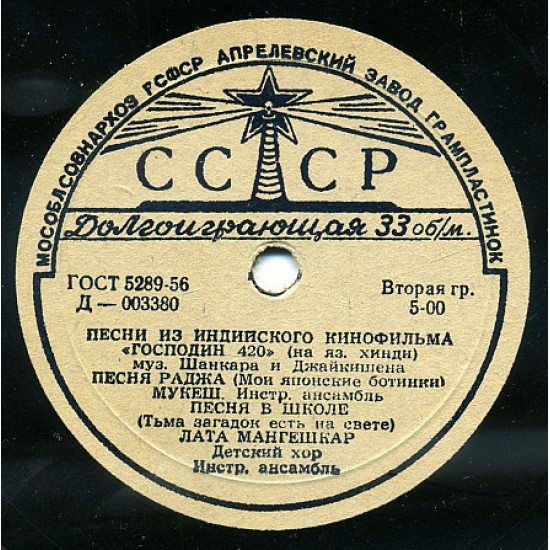 МОСОБЛСОВНАРХОЗ РСФСР АПРЕЛЕВСКИЙ ЗАВОД ГРАМПЛАСТИНОК
СССР
Долгоиграющая 33 об/м.
ГОСТ 5289-56
Д — 003380
Вторая гр.
5-00
ПЕСНИ ИЗ ИНДИЙСКОГО КИНОФИЛЬМА
«ГОСПОДИН 420» (на яз. хинди)
муз. Шанкара и Джайкишена
ПЕСНЯ РАДЖА (Мои японские ботинки)
МУКЕШ. Инстр. ансамбль
ПЕСНЯ В ШКОЛЕ
(Тьма загадок есть на свете)
ЛАТА МАНГЕШКАР
Детский хор
Инстр. ансамбль